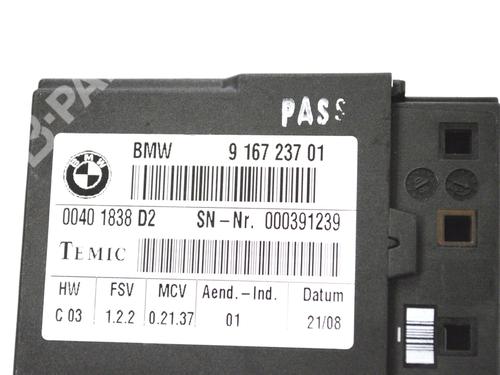 PASS
BMW 9 167 237 01
BMW
0040 1838 D2 SN-Nr. 000391239
TEMIC
HW FSV MCV Aend.-Ind. Datum
C 03 1.2.2 0.21.37 01 21/08